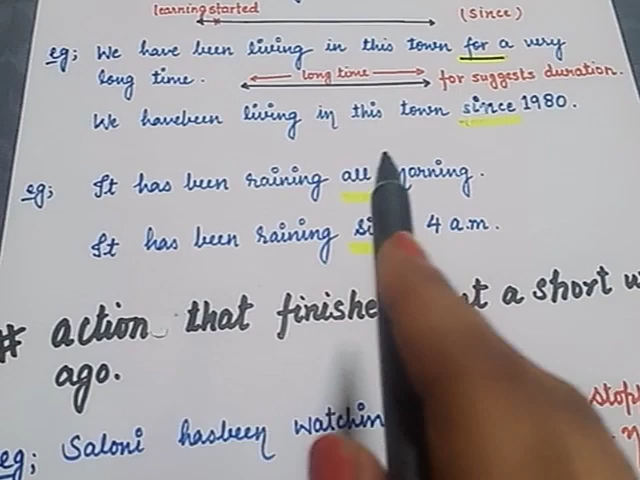 learning started (since)
eg; We have been living in this town for a very
long time. long time for suggests duration.
We havebeen living in this town since 1980.
eg; It has been raining all morning.
It has been raining 4 a.m.
# action that a short
ago.
eg; Saloni hasbeen